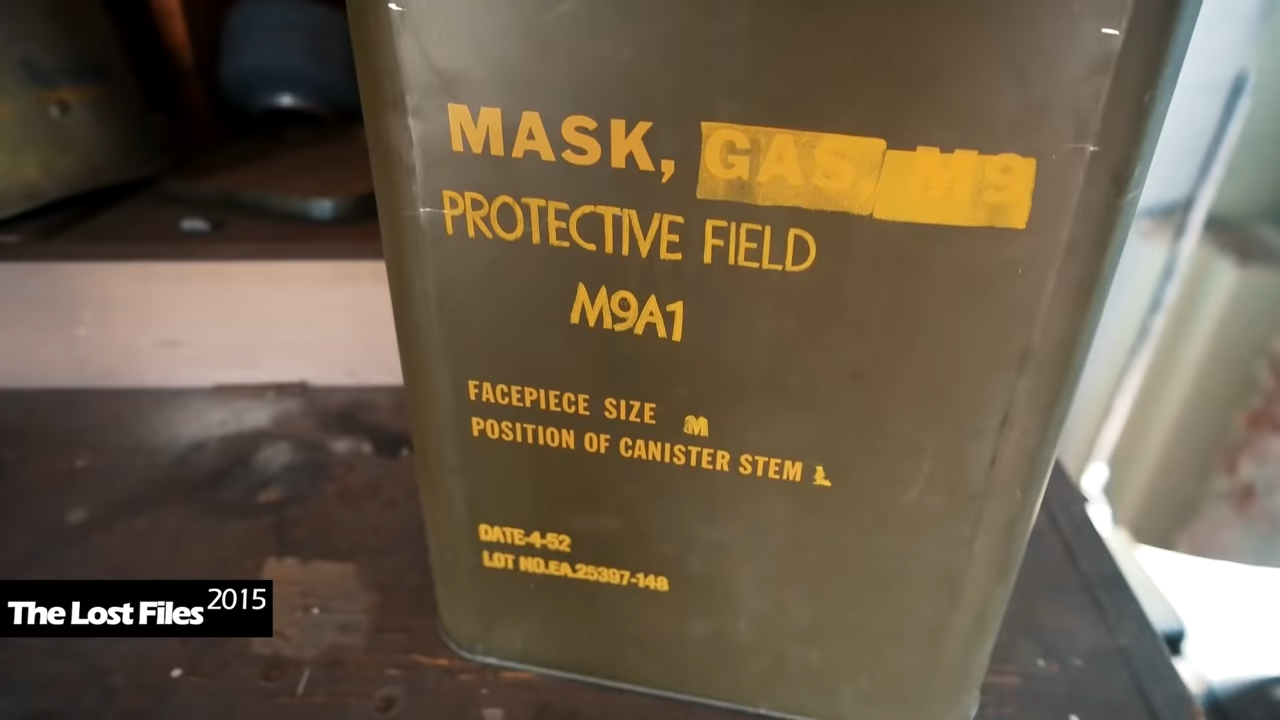 MASK, GAS, M9
PROTECTIVE FIELD
M9A1
FACEPIECE SIZE M
POSITION OF CANISTER STEM L
DATE-4-52
LOT NO.EA.25397-148
The Lost Files 2015